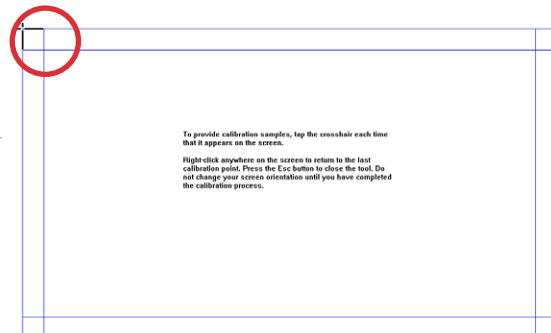 To provide calibration samples, tap the crosshair each time
that it appears on the screen.
Right-click anywhere on the screen to return to the last
calibration point. Press the Esc button to close the tool. Do
not change your screen orientation until you have completed
the calibration process.